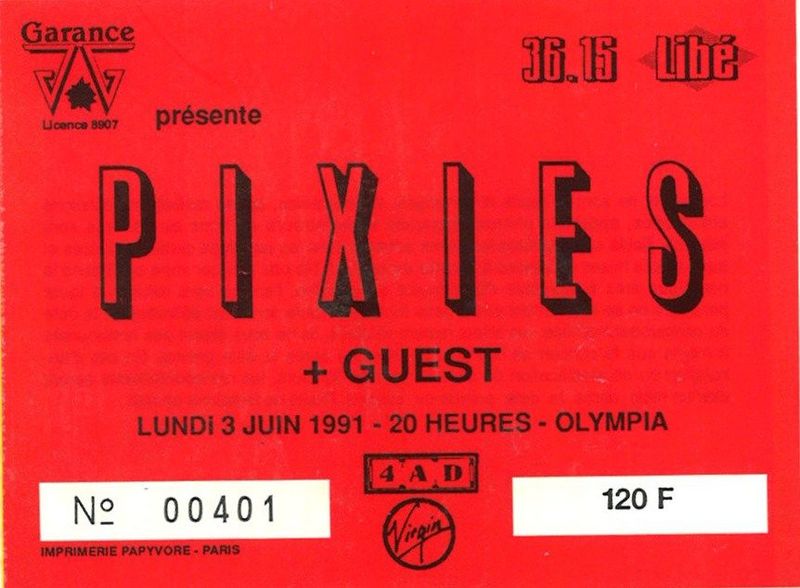 Garance
Licence 8907
présente
36.15 Libé
PIXIES
+ GUEST
LUNDI 3 JUIN 1991 - 20 HEURES - OLYMPIA
4AD
Nº 00401
Virgin
120 F
IMPRIMERIE PAPYVORE - PARIS